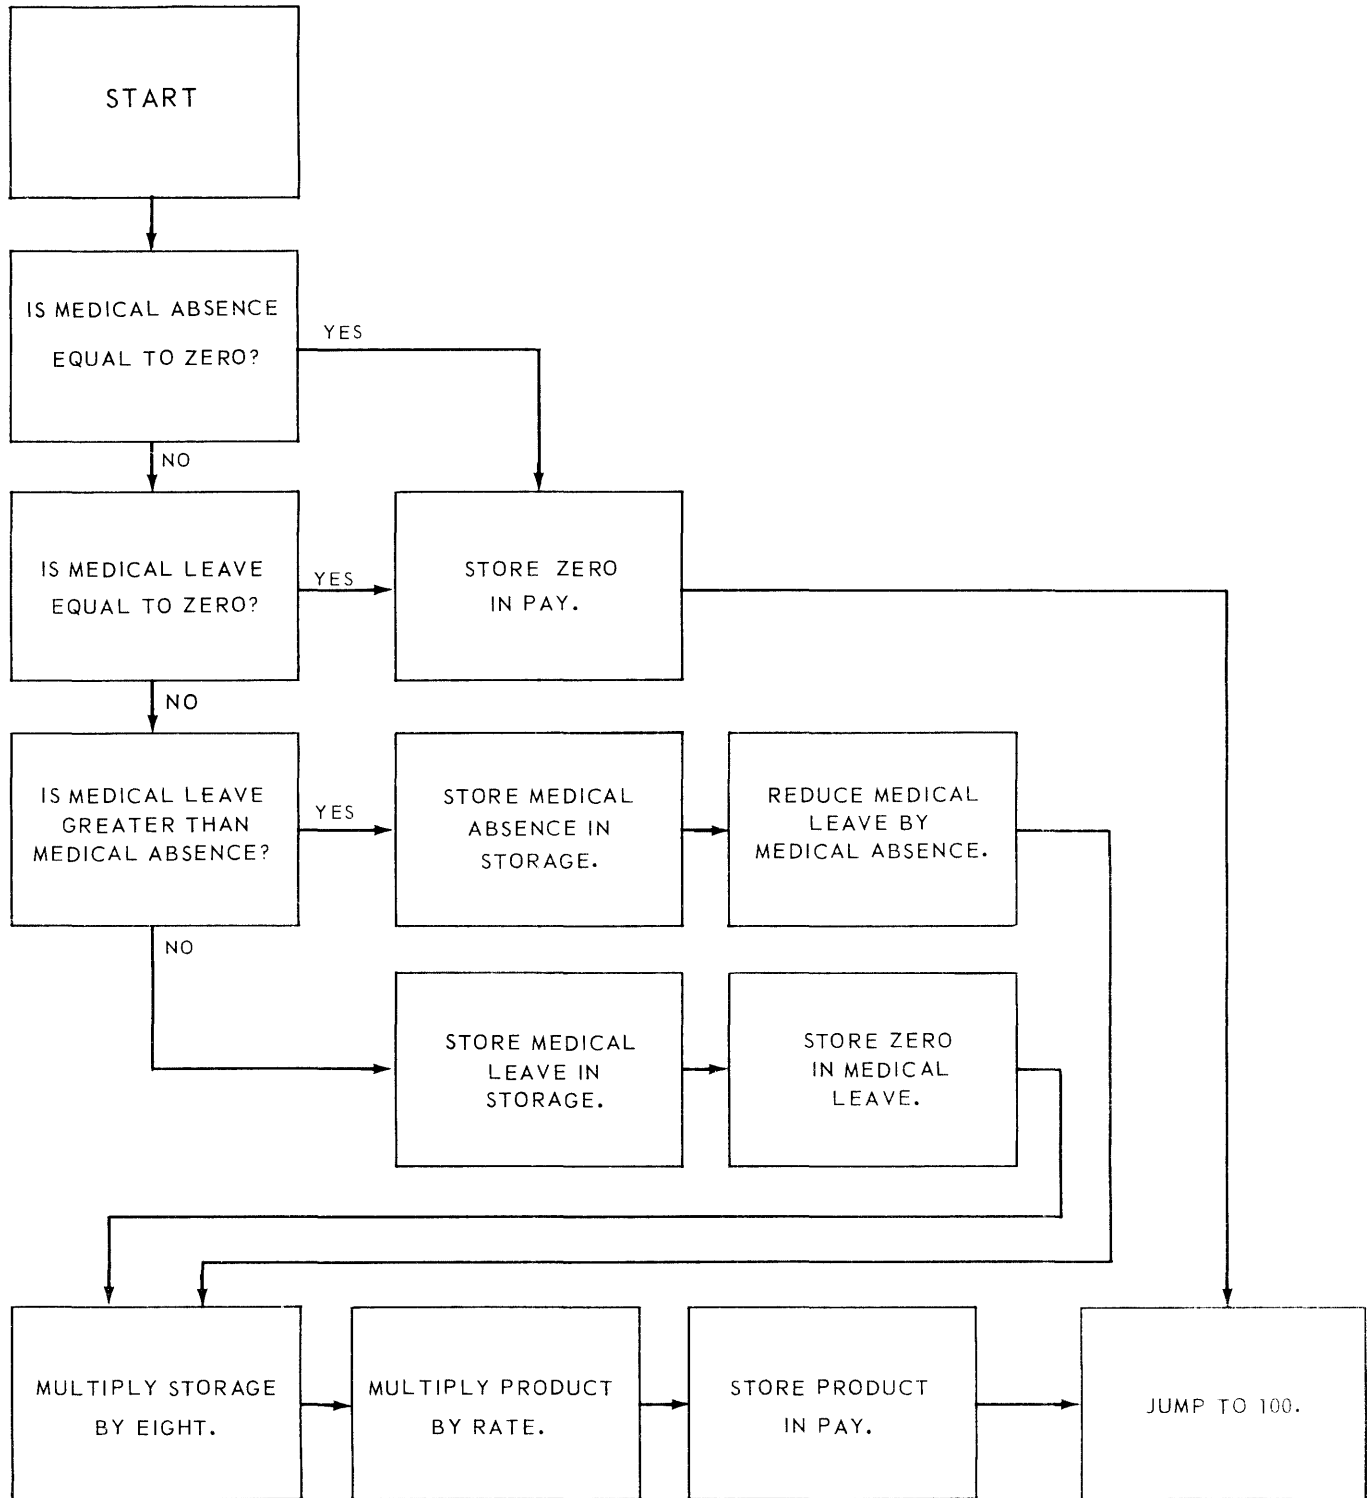 START
IS MEDICAL ABSENCE
EQUAL TO ZERO?
YES
NO
IS MEDICAL LEAVE
EQUAL TO ZERO?
YES
STORE ZERO
IN PAY.
NO
IS MEDICAL LEAVE
GREATER THAN
MEDICAL ABSENCE?
YES
STORE MEDICAL
ABSENCE IN
STORAGE.
REDUCE MEDICAL
LEAVE BY
MEDICAL ABSENCE.
NO
STORE MEDICAL
LEAVE IN
STORAGE.
STORE ZERO
IN MEDICAL
LEAVE.
MULTIPLY STORAGE
BY EIGHT.
MULTIPLY PRODUCT
BY RATE.
STORE PRODUCT
IN PAY.
JUMP TO 100.